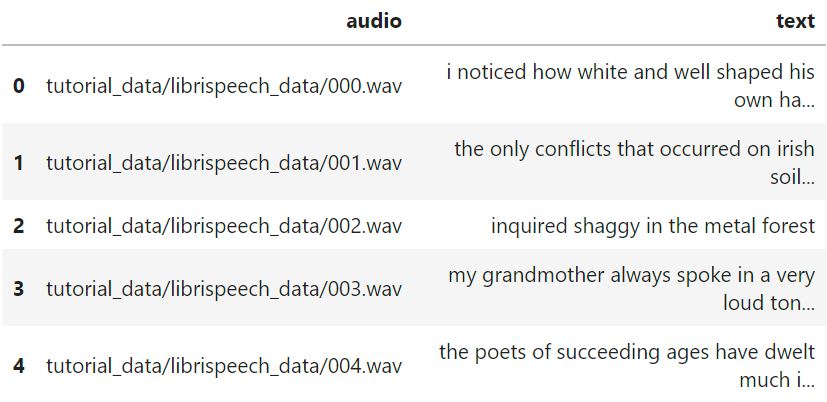 audio text
0 tutorial_data/librispeech_data/000.wav i noticed how white and well shaped his
own ha...
1 tutorial_data/librispeech_data/001.wav the only conflicts that occurred on irish
soil...
2 tutorial_data/librispeech_data/002.wav inquired shaggy in the metal forest
3 tutorial_data/librispeech_data/003.wav my grandmother always spoke in a very
loud ton...
4 tutorial_data/librispeech_data/004.wav the poets of succeeding ages have dwelt
much i...